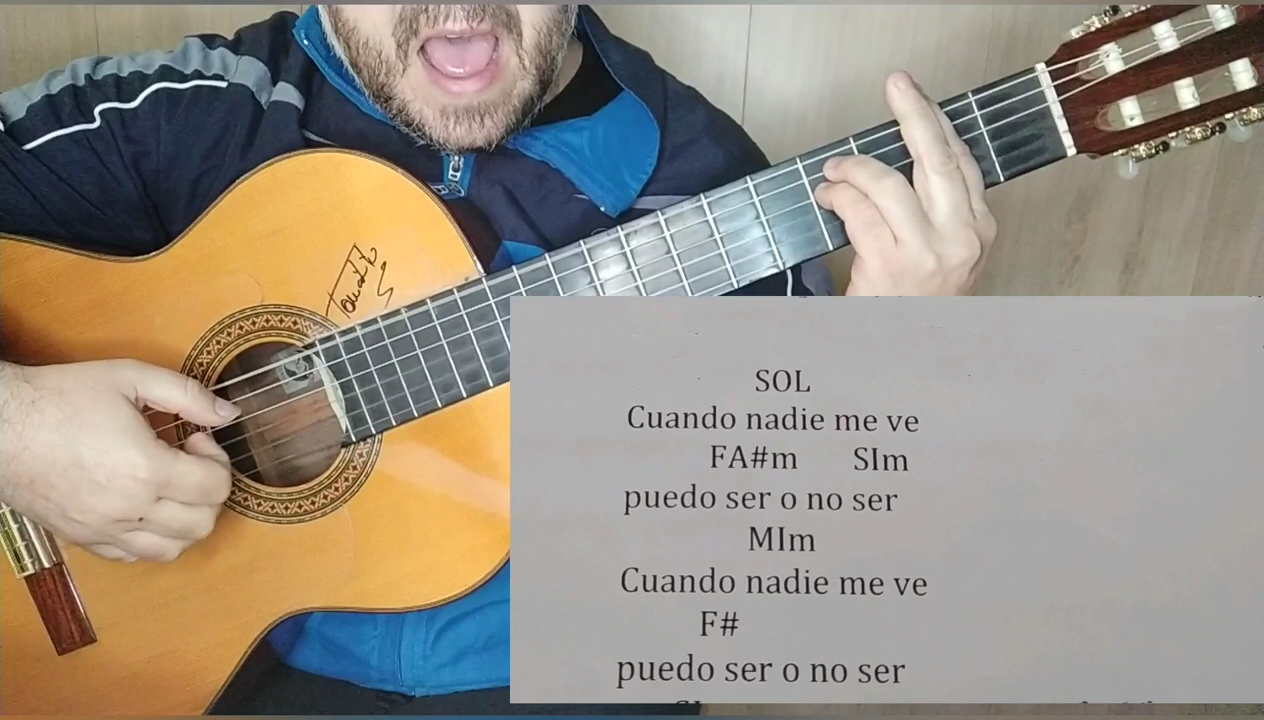 SOL
Cuando nadie me ve
FA#m SIm
puedo ser o no ser
MIm
Cuando nadie me ve
F#
puedo ser o no ser